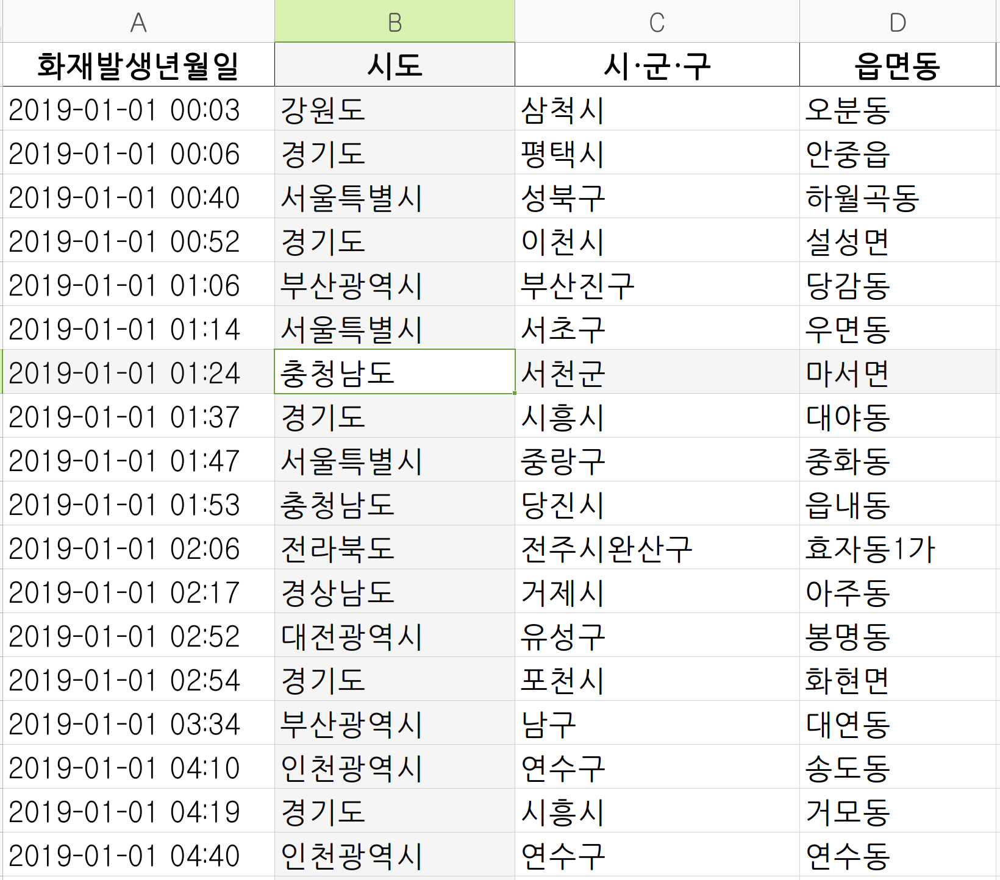 A B C D
화재발생년월일 시도 시·군·구 읍면동
2019-01-01 00:03 강원도 삼척시 오분동
2019-01-01 00:06 경기도 평택시 안중읍
2019-01-01 00:40 서울특별시 성북구 하월곡동
2019-01-01 00:52 경기도 이천시 설성면
2019-01-01 01:06 부산광역시 부산진구 당감동
2019-01-01 01:14 서울특별시 서초구 우면동
2019-01-01 01:24 충청남도 서천군 마서면
2019-01-01 01:37 경기도 시흥시 대야동
2019-01-01 01:47 서울특별시 중랑구 중화동
2019-01-01 01:53 충청남도 당진시 읍내동
2019-01-01 02:06 전라북도 전주시완산구 효자동1가
2019-01-01 02:17 경상남도 거제시 아주동
2019-01-01 02:52 대전광역시 유성구 봉명동
2019-01-01 02:54 경기도 포천시 화현면
2019-01-01 03:34 부산광역시 남구 대연동
2019-01-01 04:10 인천광역시 연수구 송도동
2019-01-01 04:19 경기도 시흥시 거모동
2019-01-01 04:40 인천광역시 연수구 연수동